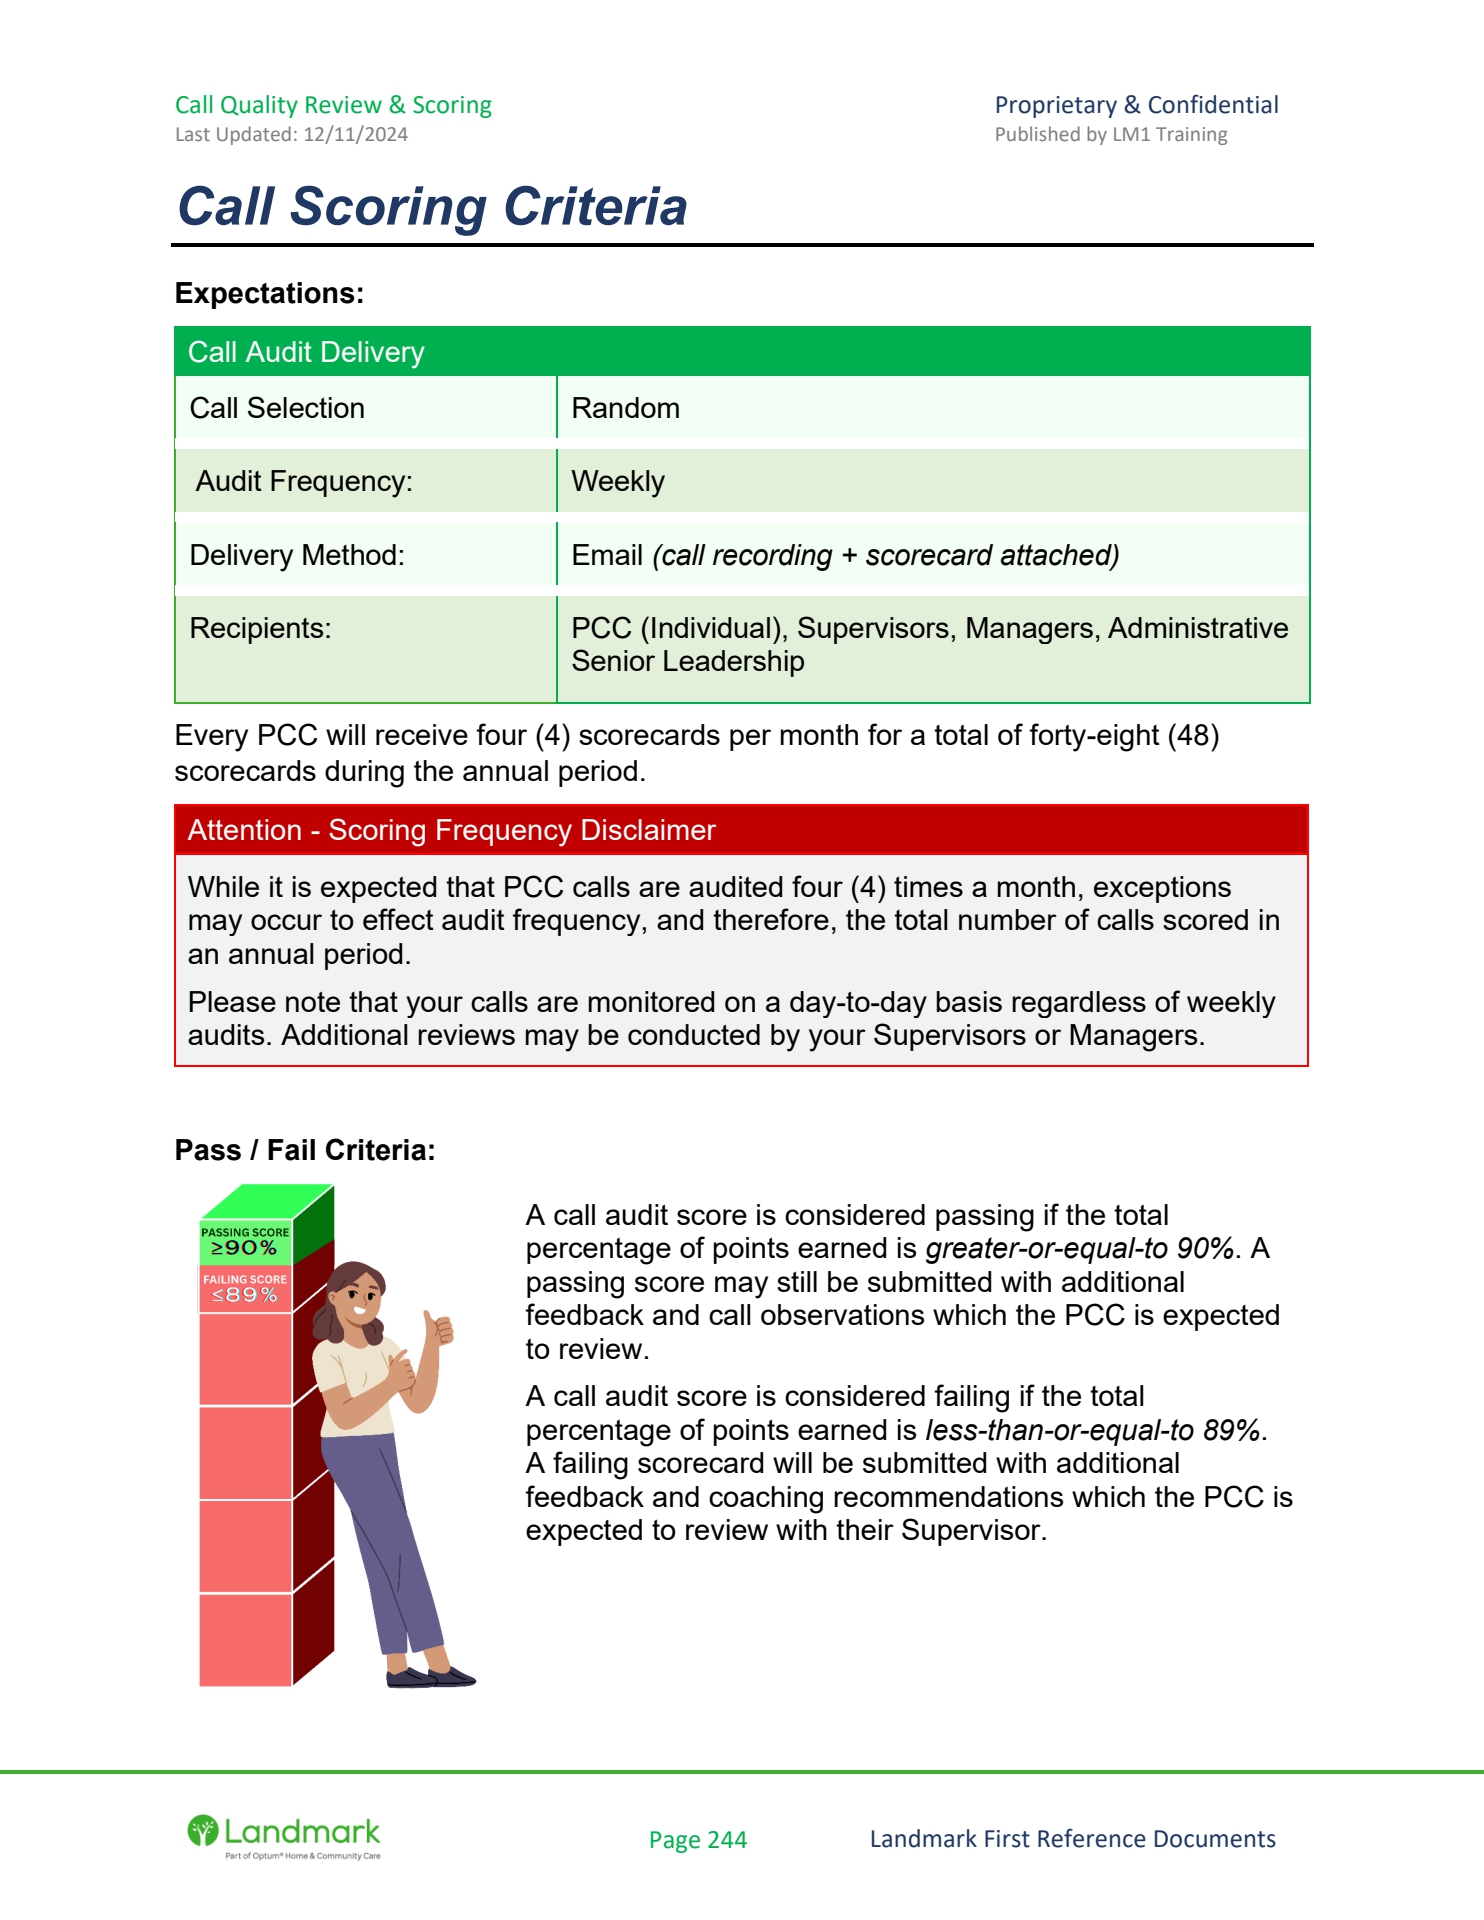 Call Quality Review & Scoring
Proprietary & Confidential
Last Updated: 12/11/2024
Published by LM1 Training
Call Scoring Criteria
Expectations:
Call Audit Delivery
Call Selection
Random
Audit Frequency:
Weekly
Delivery Method:
Email (call recording + scorecard attached)
Recipients:
PCC (Individual), Supervisors, Managers, Administrative
Senior Leadership
Every PCC will receive four (4) scorecards per month for a total of forty-eight (48)
scorecards during the annual period.
Attention - Scoring Frequency Disclaimer
While it is expected that PCC calls are audited four (4) times a month, exceptions
may occur to effect audit frequency, and therefore, the total number of calls scored in
an annual period.
Please note that your calls are monitored on a day-to-day basis regardless of weekly
audits. Additional reviews may be conducted by your Supervisors or Managers.
Pass / Fail Criteria:
PASSING SCORE
≥90%
FAILING SCORE
≤89%
A call audit score is considered passing if the total
percentage of points earned is greater-or-equal-to 90%. A
passing score may still be submitted with additional
feedback and call observations which the PCC is expected
to review.
A call audit score is considered failing if the total
percentage of points earned is less-than-or-equal-to 89%.
A failing scorecard will be submitted with additional
feedback and coaching recommendations which the PCC is
expected to review with their Supervisor.
Landmark
Part of Optum® Home & Community Care
Page 244
Landmark First Reference Documents